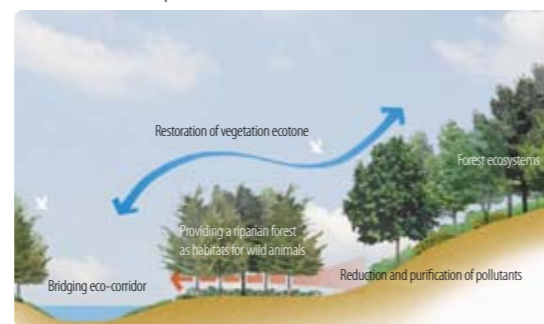 Restoration of vegetation ecotone
Forest ecosystems
Providing a riparian forest
as habitats for wild animals
Bridging eco-corridor
Reduction and purification of pollutants